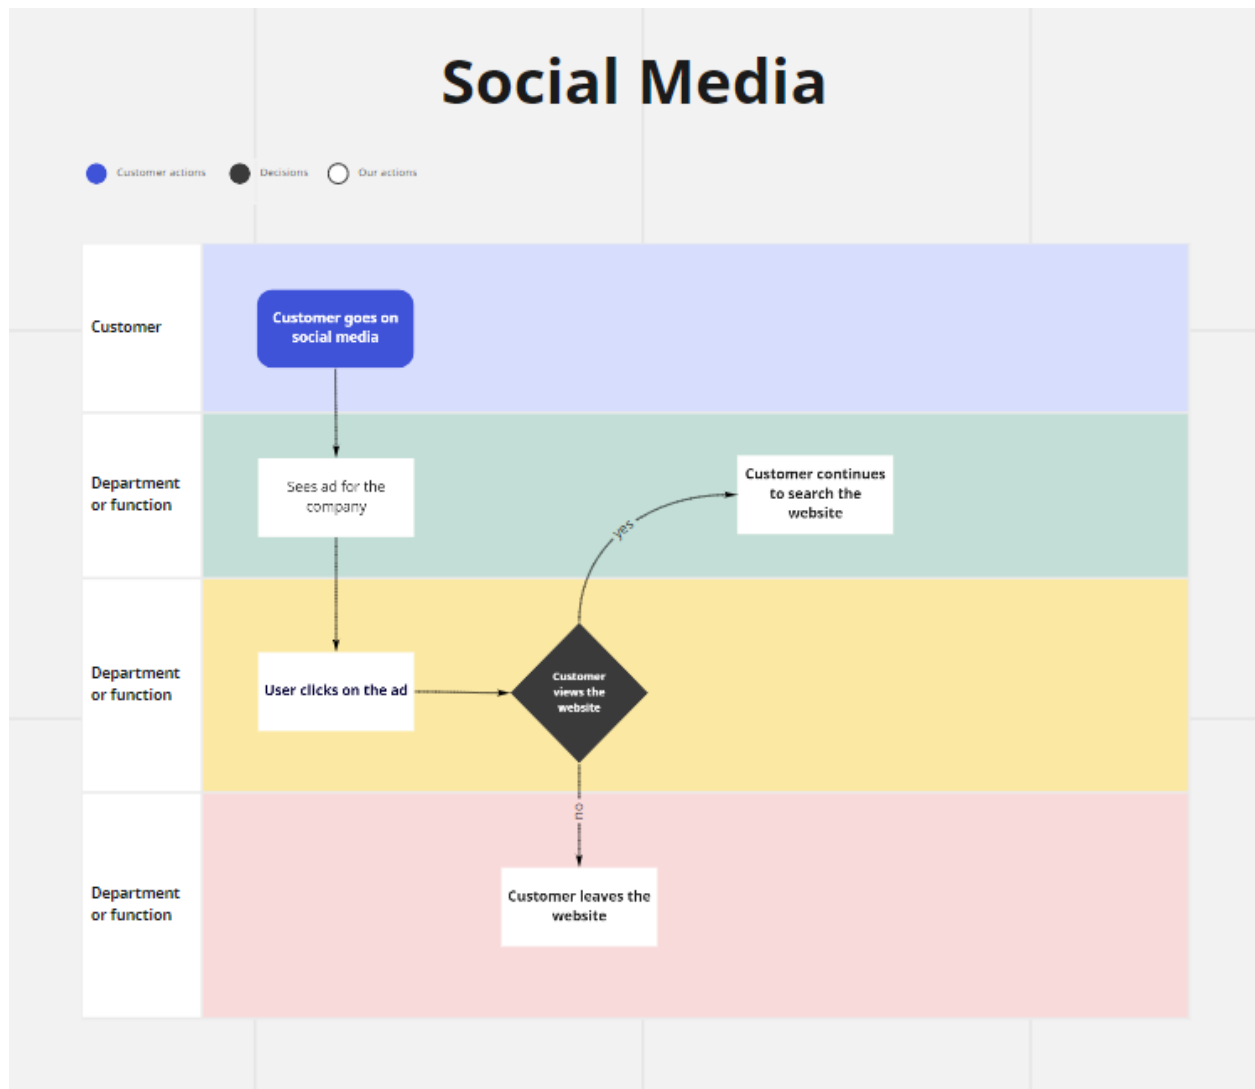 Social Media
Customer actions
Decisions
Our actions
Customer
Customer goes on
social media
Department
or function
Sees ad for the
company
Customer continues
to search the
website
yes
Department
or function
User clicks on the ad
Customer
views the
website
no
Department
or function
Customer leaves the
website